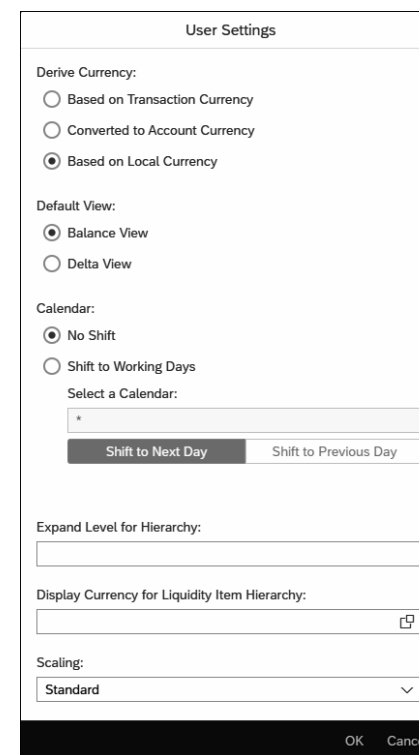 User Settings
Derive Currency:
Based on Transaction Currency
Converted to Account Currency
Based on Local Currency
Default View:
Balance View
Delta View
Calendar:
No Shift
Shift to Working Days
Select a Calendar:
*
Shift to Next Day Shift to Previous Day
Expand Level for Hierarchy:
Display Currency for Liquidity Item Hierarchy:
Scaling:
Standard
OK Cance